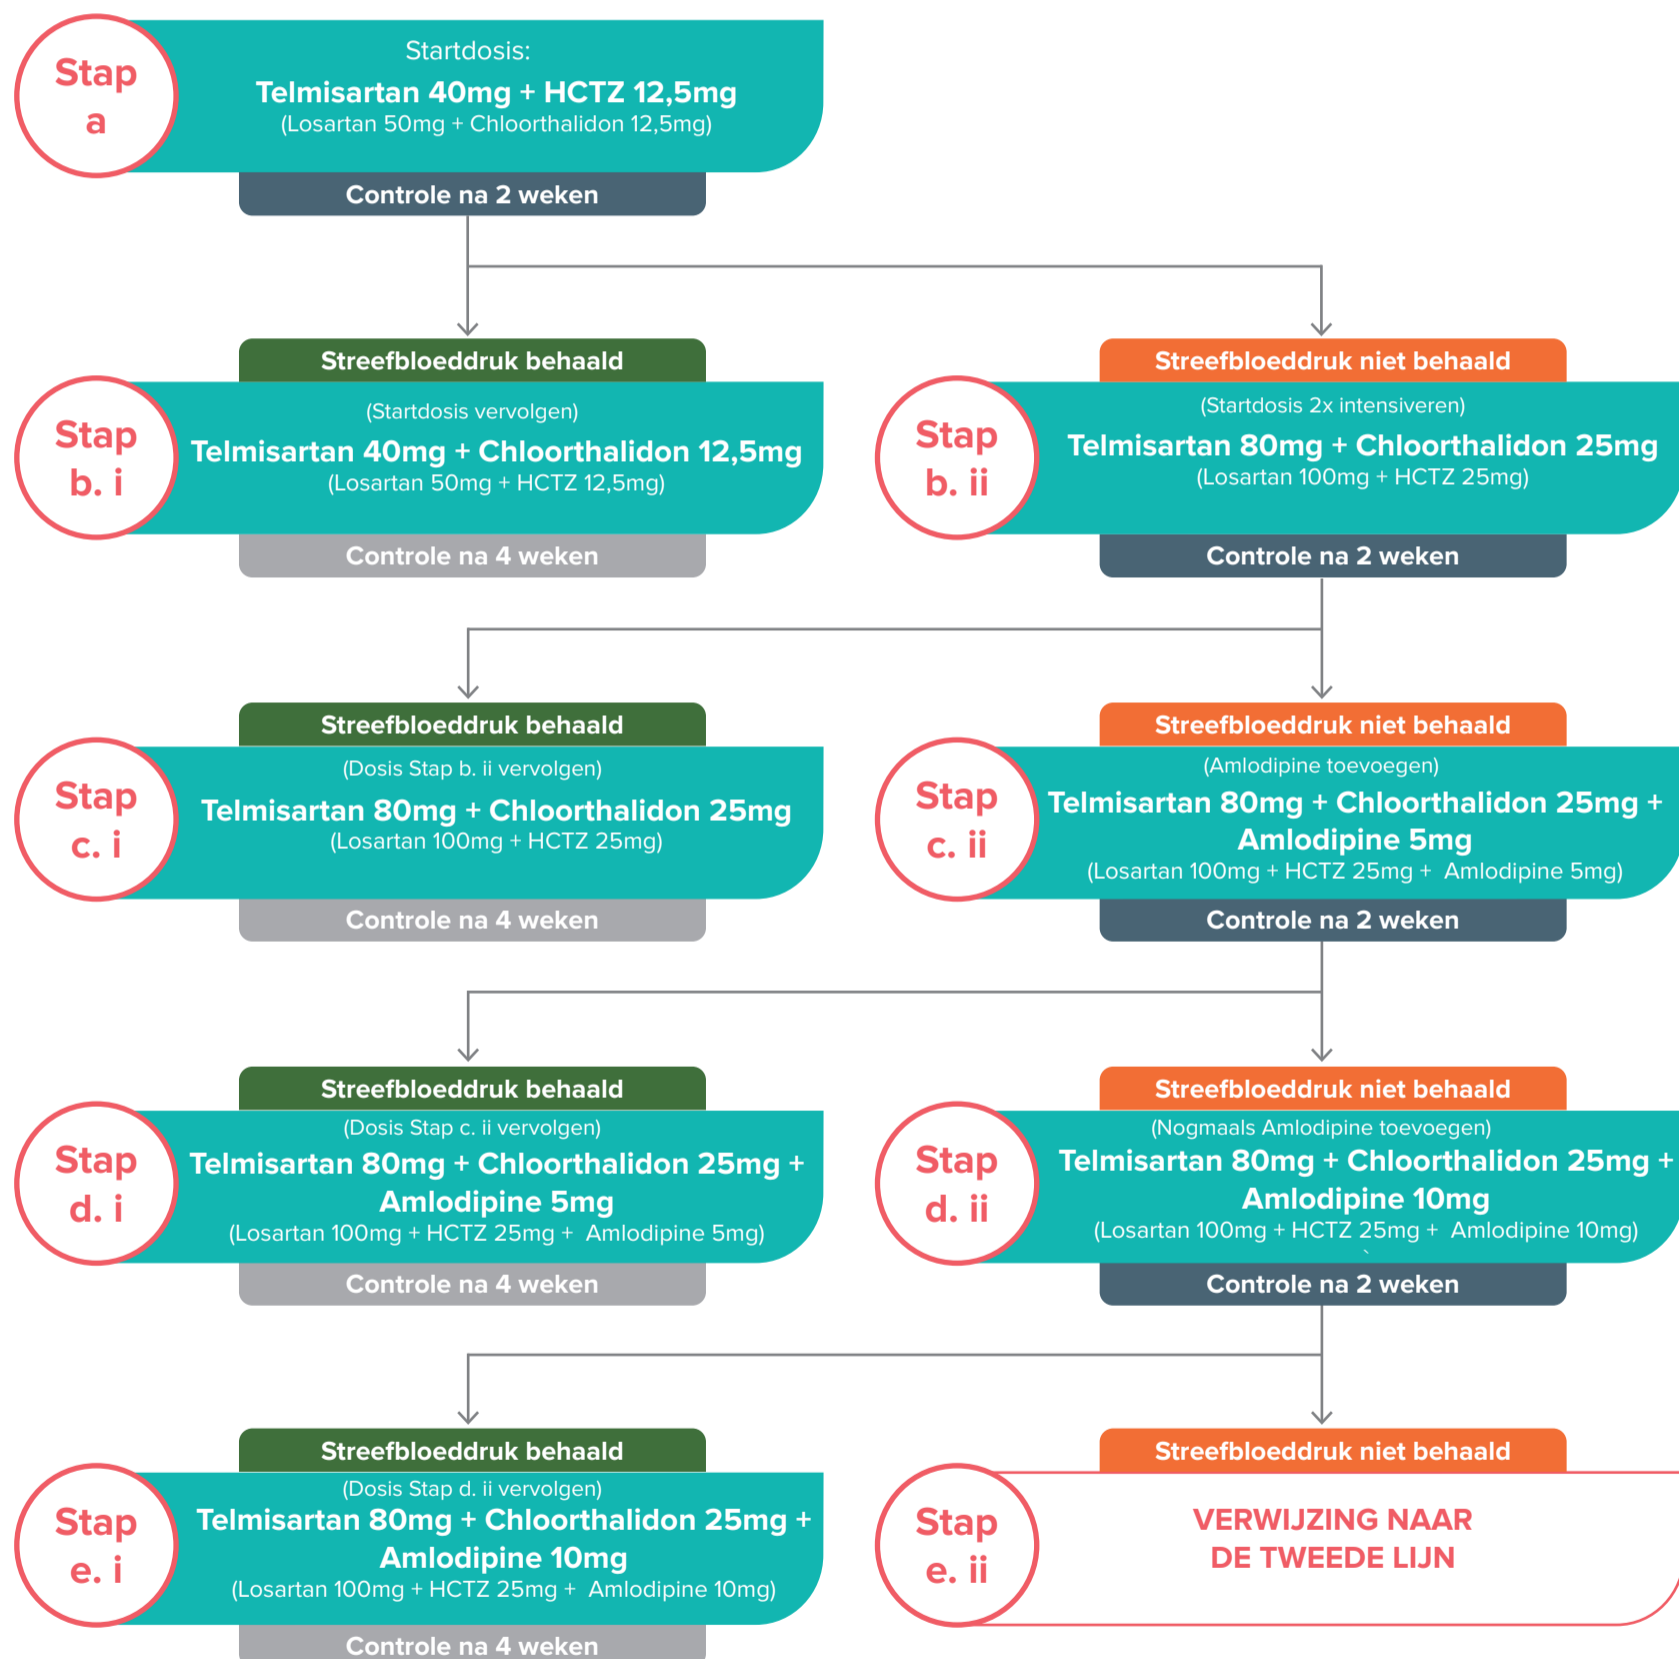 Stap
a
Startdosis:
Telmisartan 40mg + HCTZ 12,5mg
(Losartan 50mg + Chloorthalidon 12,5mg)
Controle na 2 weken
Streefbloeddruk behaald
Stap
b. i
(Startdosis vervolgen)
Telmisartan 40mg + Chloorthalidon 12,5mg
(Losartan 50mg + HCTZ 12,5mg)
Controle na 4 weken
Streefbloeddruk niet behaald
Stap
b. ii
(Startdosis 2x intensiveren)
Telmisartan 80mg + Chloorthalidon 25mg
(Losartan 100mg + HCTZ 25mg)
Controle na 2 weken
Streefbloeddruk behaald
Stap
c. i
(Dosis Stap b. ii vervolgen)
Telmisartan 80mg + Chloorthalidon 25mg
(Losartan 100mg + HCTZ 25mg)
Controle na 4 weken
Streefbloeddruk niet behaald
Stap
c. ii
(Amlodipine toevoegen)
Telmisartan 80mg + Chloorthalidon 25mg +
Amlodipine 5mg
(Losartan 100mg + HCTZ 25mg + Amlodipine 5mg)
Controle na 2 weken
Streefbloeddruk behaald
Stap
d. i
(Dosis Stap c. ii vervolgen)
Telmisartan 80mg + Chloorthalidon 25mg +
Amlodipine 5mg
(Losartan 100mg + HCTZ 25mg + Amlodipine 5mg)
Controle na 4 weken
Streefbloeddruk niet behaald
Stap
d. ii
(Nogmaals Amlodipine toevoegen)
Telmisartan 80mg + Chloorthalidon 25mg +
Amlodipine 10mg
(Losartan 100mg + HCTZ 25mg + Amlodipine 10mg)
`
Controle na 2 weken
Streefbloeddruk behaald
Stap
e. i
(Dosis Stap d. ii vervolgen)
Telmisartan 80mg + Chloorthalidon 25mg +
Amlodipine 10mg
(Losartan 100mg + HCTZ 25mg + Amlodipine 10mg)
Controle na 4 weken
Streefbloeddruk niet behaald
Stap
e. ii
VERWIJZING NAAR
DE TWEEDE LIJN